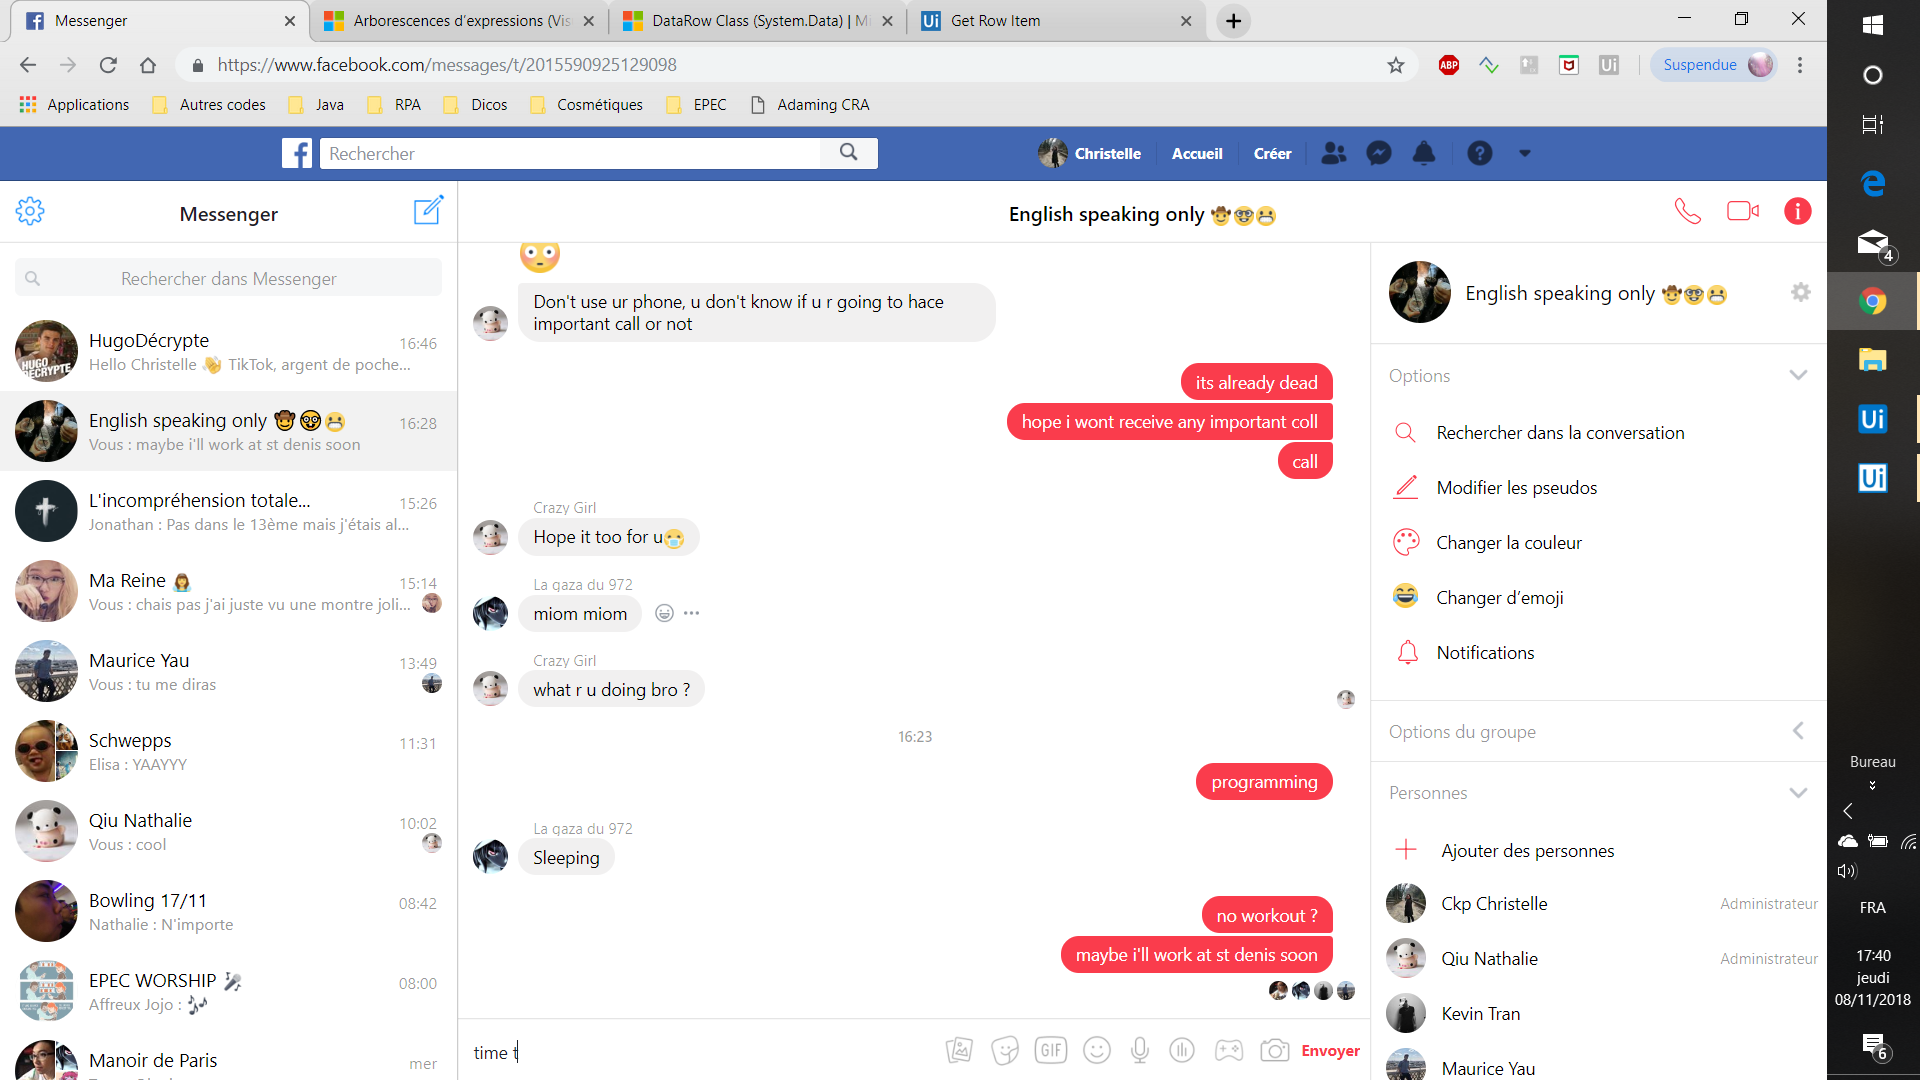 Messenger
Arborescences d'expressions (Vis
DataRow Class (System.Data) | Mi
Ui Get Row Item
https://www.facebook.com/messages/t/2015590925129098
ABP
Ui
Suspendue
Applications
Autres codes
Java
RPA
Dicos
Cosmétiques
EPEC
Adaming CRA
Rechercher
Christelle
Accueil
Créer
Messenger
English speaking only 🤠🤓😬
Rechercher dans Messenger
HugoDécrypte
16:46
Hello Christelle 👋 TikTok, argent de poche...
English speaking only 🤠🤓😬
16:28
Vous : maybe i'll work at st denis soon
L'incompréhension totale...
15:26
Jonathan : Pas dans le 13ème mais j'étais al...
Ma Reine
15:14
Vous : chais pas j'ai juste vu une montre joli...
Maurice Yau
13:49
Vous : tu me diras
Schwepps
11:31
Elisa : YAAYYY
Qiu Nathalie
10:02
Vous : cool
Bowling 17/11
08:42
Nathalie : N'importe
EPEC WORSHIP 🎤
08:00
Affreux Jojo : 🎶
Manoir de Paris
mer
😳
Don't use ur phone, u don't know if u r going to hace
important call or not
its already dead
hope i wont receive any important coll
call
Crazy Girl
Hope it too for u😷
La gaza du 972
miom miom
Crazy Girl
what r u doing bro ?
16:23
programming
La gaza du 972
Sleeping
no workout ?
maybe i'll work at st denis soon
time t
GIF
Envoyer
English speaking only 🤠🤓😬
Options
Rechercher dans la conversation
Modifier les pseudos
Changer la couleur
😂 Changer d'emoji
Notifications
Options du groupe
Personnes
Ajouter des personnes
Ckp Christelle
Administrateur
Qiu Nathalie
Administrateur
Kevin Tran
Maurice Yau
4
Ui
Ui
Bureau
FRA
17:40
jeudi
08/11/2018
6